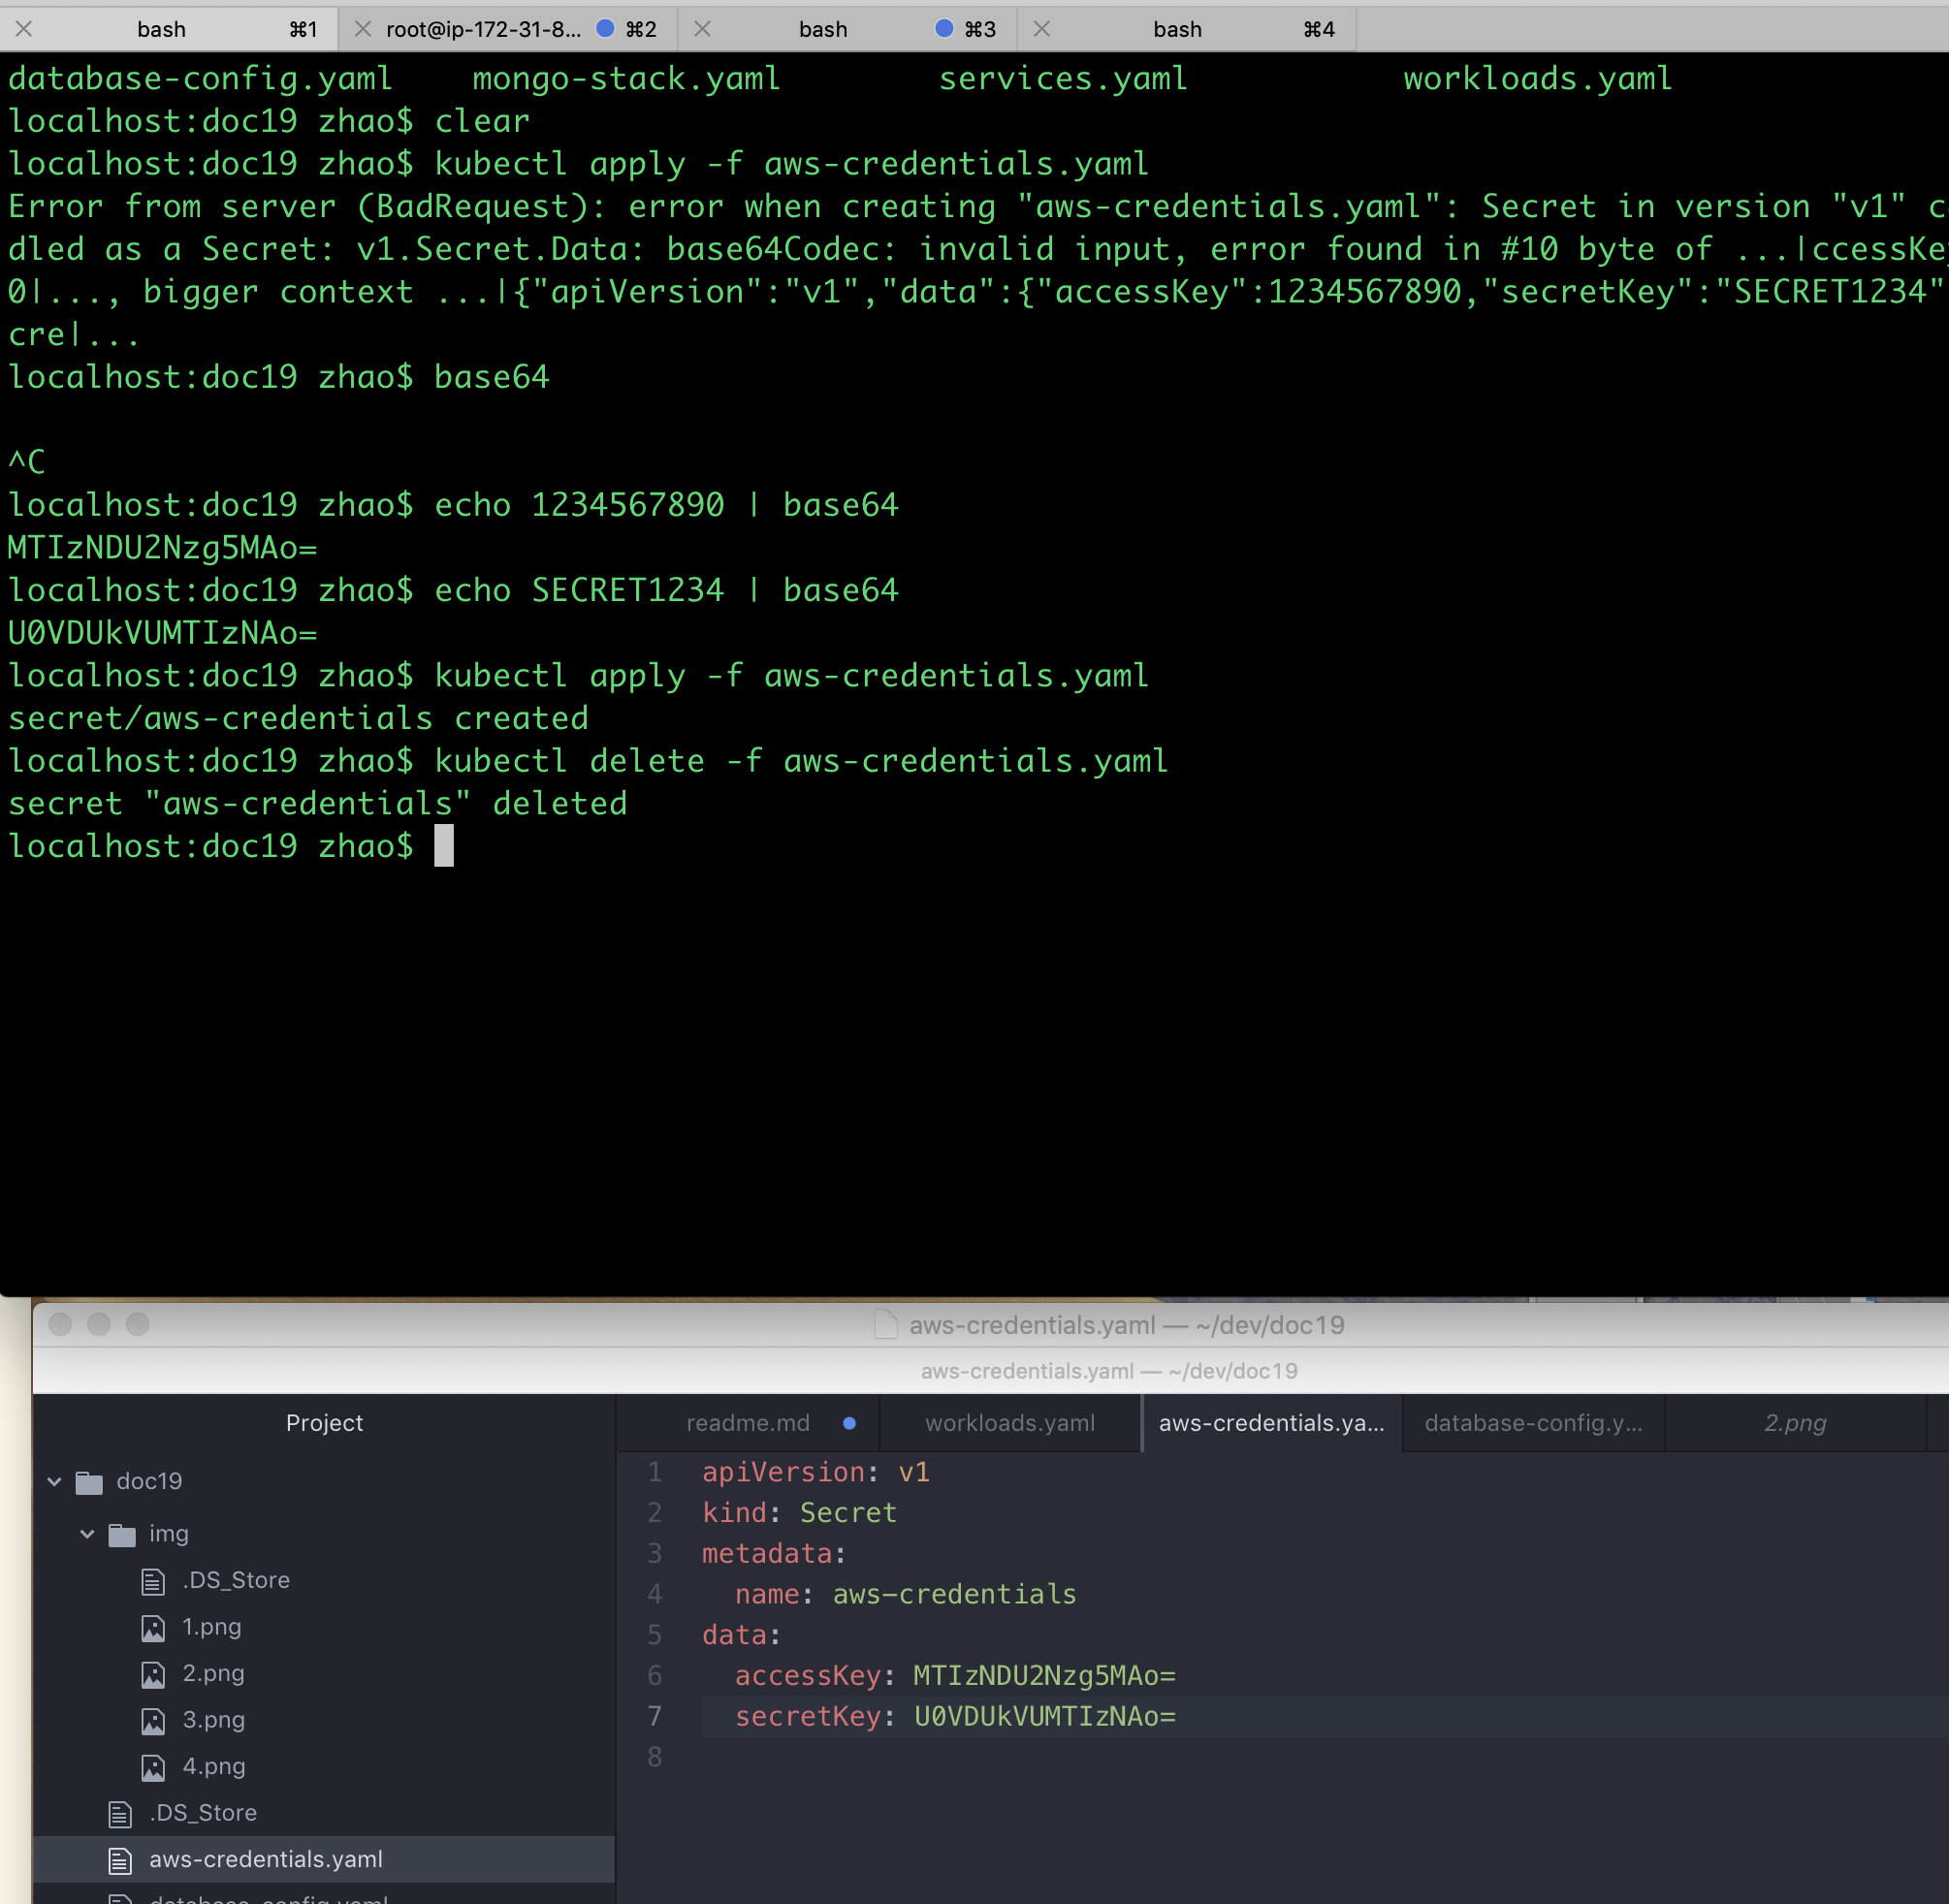 bash ⌘1 root@ip-172-31-8... ⌘2 bash ⌘3 bash ⌘4
database-config.yaml mongo-stack.yaml services.yaml workloads.yaml
localhost:doc19 zhao$ clear
localhost:doc19 zhao$ kubectl apply -f aws-credentials.yaml
Error from server (BadRequest): error when creating "aws-credentials.yaml": Secret in version "v1" c
dled as a Secret: v1.Secret.Data: base64Codec: invalid input, error found in #10 byte of ...|ccessKe
0|..., bigger context ...|{"apiVersion":"v1","data":{"accessKey":1234567890,"secretKey":"SECRET1234"
cre|...
localhost:doc19 zhao$ base64
^C
localhost:doc19 zhao$ echo 1234567890 | base64
MTIzNDU2Nzg5MAo=
localhost:doc19 zhao$ echo SECRET1234 | base64
U0VDUkVUMTIzNAo=
localhost:doc19 zhao$ kubectl apply -f aws-credentials.yaml
secret/aws-credentials created
localhost:doc19 zhao$ kubectl delete -f aws-credentials.yaml
secret "aws-credentials" deleted
localhost:doc19 zhao$
aws-credentials.yaml — ~/dev/doc19
aws-credentials.yaml — ~/dev/doc19
Project
doc19
img
.DS_Store
1.png
2.png
3.png
4.png
.DS_Store
aws-credentials.yaml
database-config.yaml
readme.md workloads.yaml aws-credentials.ya... database-config.y... 2.png
1 apiVersion: v1
2 kind: Secret
3 metadata:
4 name: aws-credentials
5 data:
6 accessKey: MTIzNDU2Nzg5MAo=
7 secretKey: U0VDUkVUMTIzNAo=
8